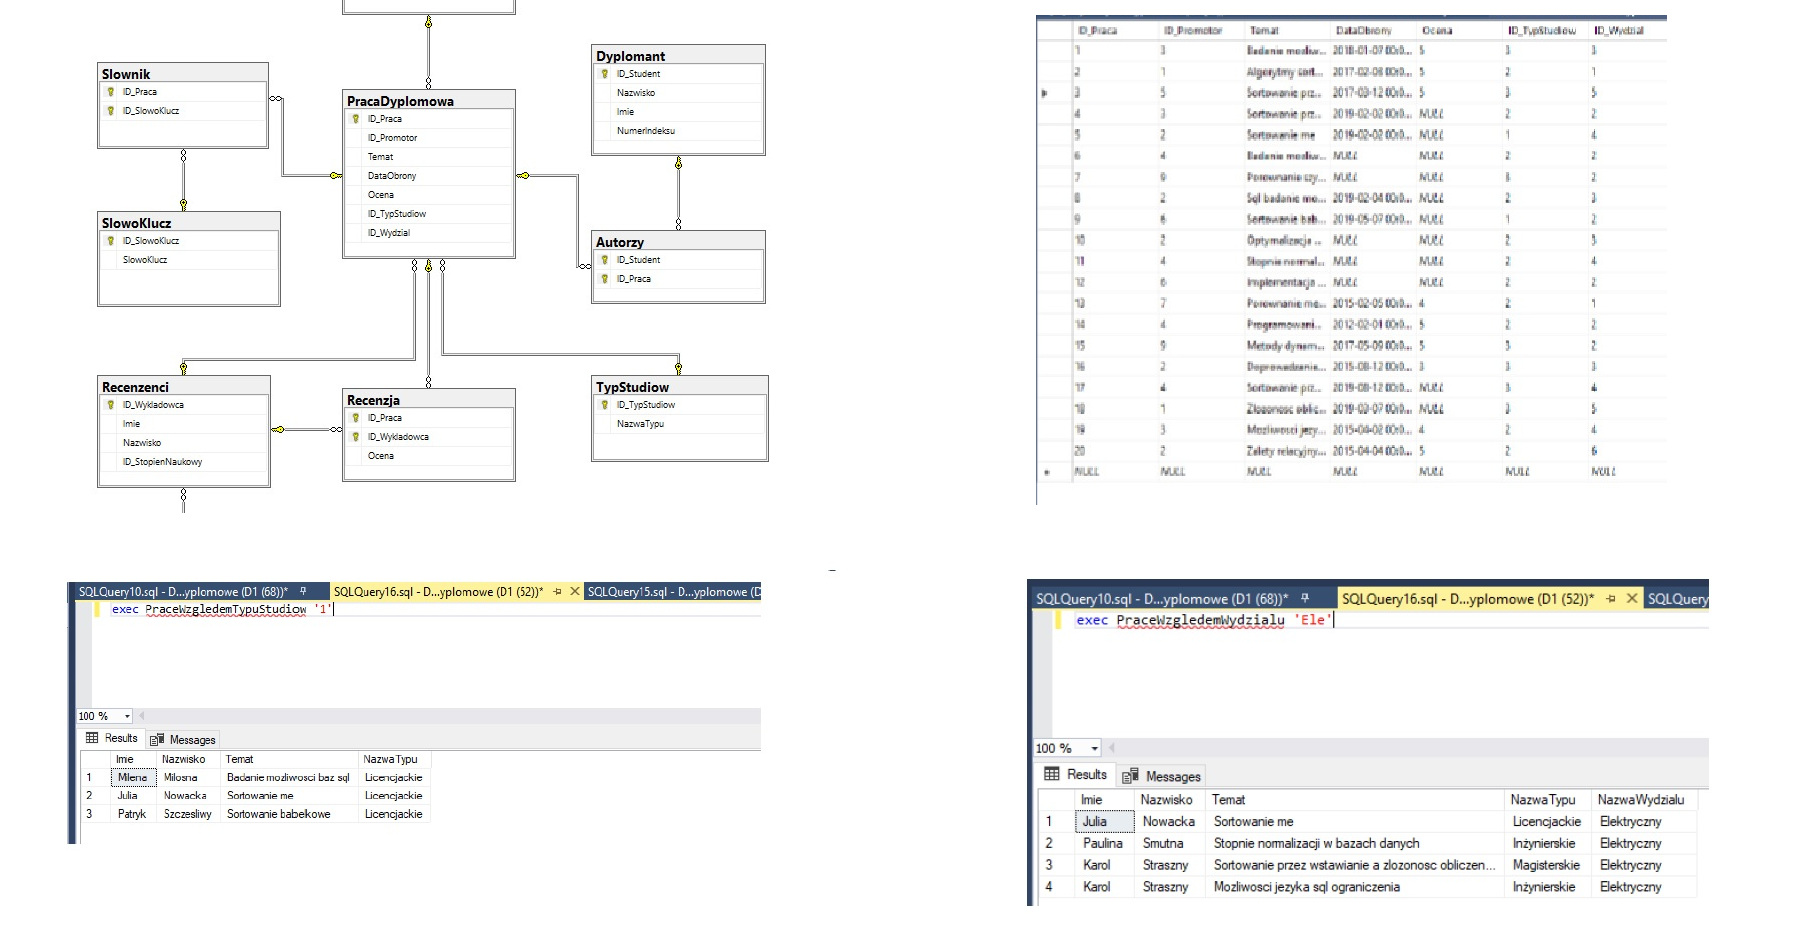 Slownik
ID_Praca
ID_SlowoKlucz
SlowoKlucz
ID_SlowoKlucz
SlowoKlucz
PracaDyplomowa
ID_Praca
ID_Promotor
Temat
DataObrony
Ocena
ID_TypStudiow
ID_Wydzial
Dyplomant
ID_Student
Nazwisko
Imie
NumerIndeksu
Autorzy
ID_Student
ID_Praca
Recenzenci
ID_Wykladowca
Imie
Nazwisko
ID_StopienNaukowy
Recenzja
ID_Praca
ID_Wykladowca
Ocena
TypStudiow
ID_TypStudiow
NazwaTypu
ID_Praca ID_Promotor Temat DataObrony Ocena ID_TypStudiow ID_Wydzial
1 3 Badanie mozliw... 2018-01-07 00:0... 5 3 3
2 1 Algorytmy sort... 2017-02-08 00:0... 5 2 1
3 5 Sortowanie prz... 2017-03-12 00:0... 5 3 5
4 3 Sortowanie prz... 2019-02-02 00:0... NULL 2 2
5 2 Sortowanie me 2019-02-02 00:0... NULL 1 4
6 4 Badanie mozliw... NULL NULL 2 2
7 9 Porownanie szy... NULL NULL 2
8 2 Sql badanie mo... 2019-02-04 00:0... NULL 2 3
9 6 Sortowanie bab... 2019-05-07 00:0... NULL 1 2
10 2 Optymalizacja ... NULL NULL 2 3
11 4 Stopnie normal... NULL NULL 2 4
12 6 Implementacja ... NULL NULL 2 2
13 7 Porownanie me... 2015-02-05 00:0... 4 2 1
14 4 Programowani... 2012-02-01 00:0... 5 2 2
15 9 Metody dynam... 2017-05-09 00:0... 5 3 2
16 2 Doprowadzanie... 2015-08-12 00:0... 3 3 3
17 4 Sortowanie prz... 2019-08-12 00:0... NULL 3 4
18 1 Zlozonosc oblic... 2019-03-07 00:0... NULL 3 5
19 3 Mozliwosci jezy... 2015-04-02 00:0... 4 2 4
20 2 Zalety relacyjny... 2015-04-04 00:0... 5 2 6
NULL NULL NULL NULL NULL NULL NULL
SQLQuery10.sql - D...yplomowe (D1 (68))* SQLQuery16.sql - D...yplomowe (D1 (52))* SQLQuery15.sql - D...yplomowe (D
exec PraceWzgledemTypuStudiow '1'
100 %
Results Messages
Imie Nazwisko Temat NazwaTypu
1 Milena Milosna Badanie mozliwosci baz sql Licencjackie
2 Julia Nowacka Sortowanie me Licencjackie
3 Patryk Szczesliwy Sortowanie babelkowe Licencjackie
SQLQuery10.sql - D...yplomowe (D1 (68))* SQLQuery16.sql - D...yplomowe (D1 (52))* SQLQuery
exec PraceWzgledemWydzialu 'Ele'
100 %
Results Messages
Imie Nazwisko Temat NazwaTypu NazwaWydzialu
1 Julia Nowacka Sortowanie me Licencjackie Elektryczny
2 Paulina Smutna Stopnie normalizacji w bazach danych Inżynierskie Elektryczny
3 Karol Straszny Sortowanie przez wstawianie a zlozonosc obliczen... Magisterskie Elektryczny
4 Karol Straszny Mozliwosci jezyka sql ograniczenia Inżynierskie Elektryczny